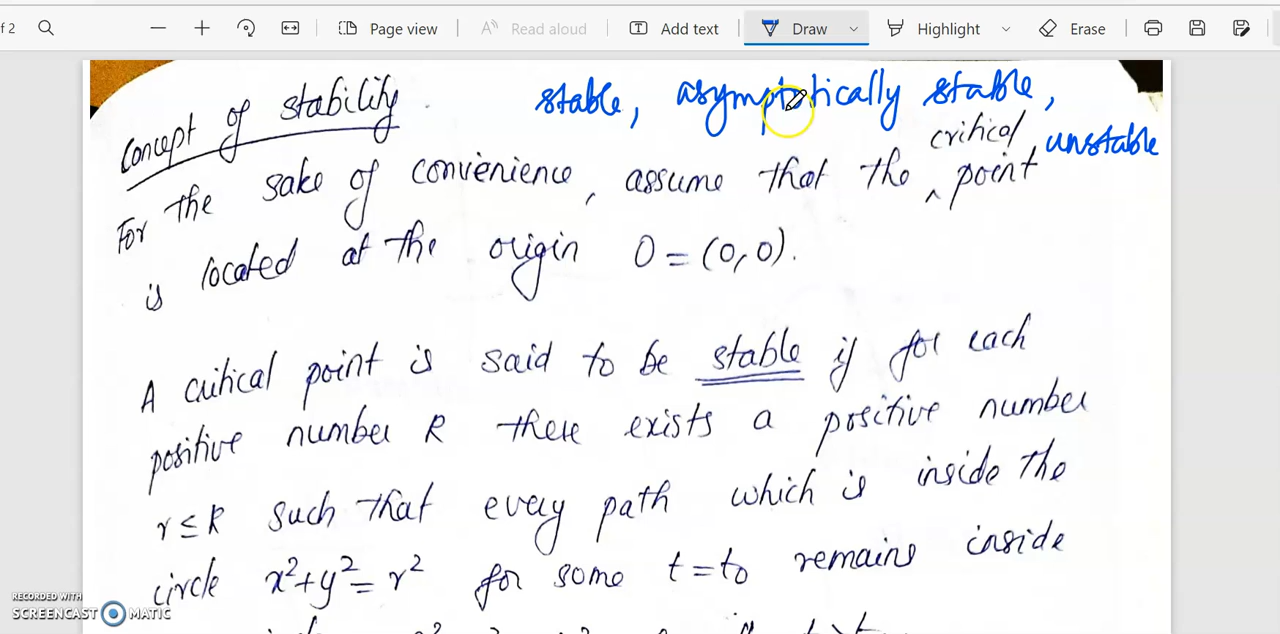 f 2
Page view
Read aloud
Add text
Draw
Highlight
Erase
Concept of stability.
stable, asymptotically stable,
unstable
For the sake of convenience, assume that the ^ critical point
is located at the origin O = (0,0).
A critical point is said to be stable if for each
positive number R there exists a positive number
r ≤ R such that every path which is inside the
circle x²+y²= r² for some t=to remains inside
RECORDED WITH
SCREENCAST MATIC